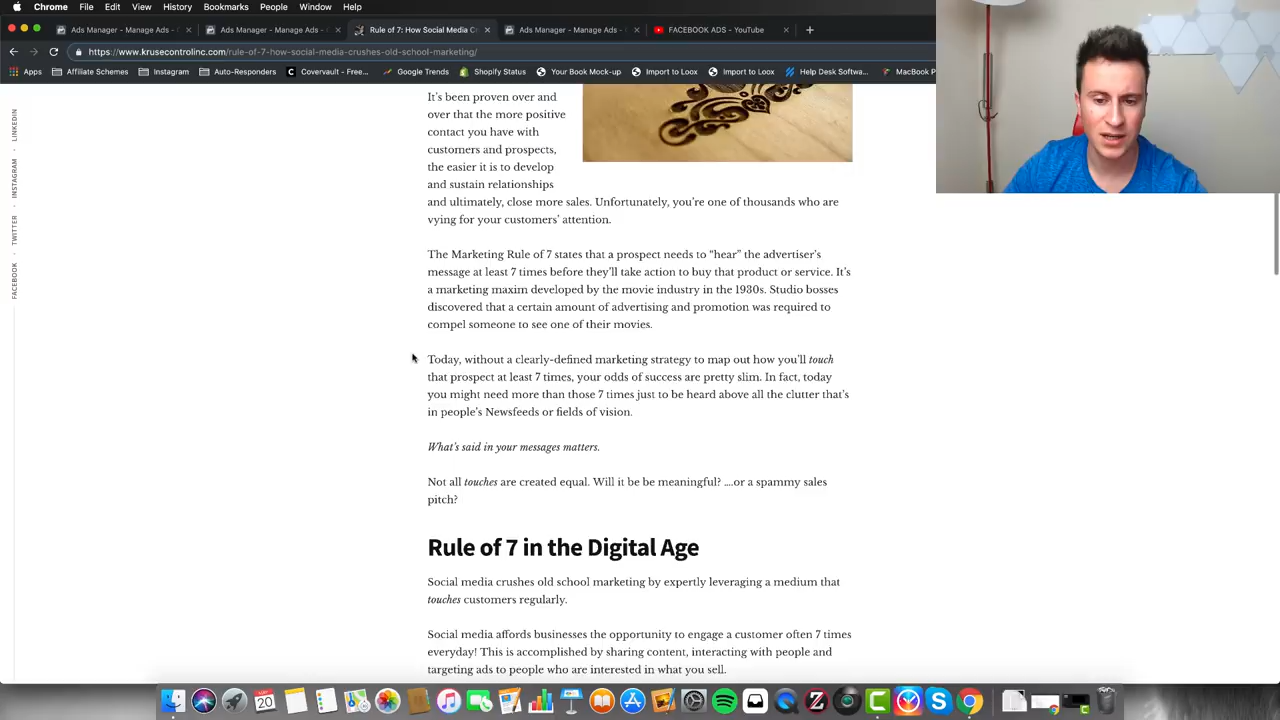 Chrome File Edit View History Bookmarks People Window Help
Ads Manager - Manage Ads - C
Ads Manager - Manage Ads - C
Rule of 7: How Social Media Cr
Ads Manager - Manage Ads - C
FACEBOOK ADS - YouTube
https://www.krusecontrolinc.com/rule-of-7-how-social-media-crushes-old-school-marketing/
Apps Affiliate Schemes Instagram Auto-Responders Covervault - Free... Google Trends Shopify Status Your Book Mock-up Import to Loox Import to Loox Help Desk Softwa... MacBook P
FACEBOOK - TWITTER - INSTAGRAM - LINKEDIN
It's been proven over and
over that the more positive
contact you have with
customers and prospects,
the easier it is to develop
and sustain relationships
and ultimately, close more sales. Unfortunately, you're one of thousands who are
vying for your customers' attention.
The Marketing Rule of 7 states that a prospect needs to “hear” the advertiser's
message at least 7 times before they'll take action to buy that product or service. It's
a marketing maxim developed by the movie industry in the 1930s. Studio bosses
discovered that a certain amount of advertising and promotion was required to
compel someone to see one of their movies.
Today, without a clearly-defined marketing strategy to map out how you'll touch
that prospect at least 7 times, your odds of success are pretty slim. In fact, today
you might need more than those 7 times just to be heard above all the clutter that's
in people's Newsfeeds or fields of vision.
What's said in your messages matters.
Not all touches are created equal. Will it be be meaningful? ....or a spammy sales
pitch?
Rule of 7 in the Digital Age
Social media crushes old school marketing by expertly leveraging a medium that
touches customers regularly.
Social media affords businesses the opportunity to engage a customer often 7 times
everyday! This is accomplished by sharing content, interacting with people and
targeting ads to people who are interested in what you sell.
20